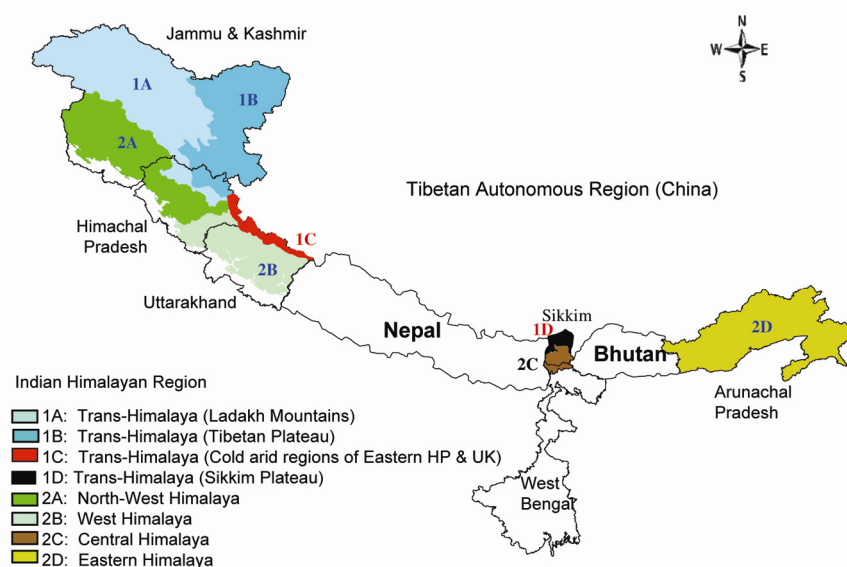 Jammu & Kashmir
N
W E
S
1A
1B
2A
Tibetan Autonomous Region (China)
Himachal
Pradesh
1C
2B
Uttarakhand
Nepal
Sikkim
1D
2C
Bhutan
2D
Arunachal
Pradesh
West
Bengal
Indian Himalayan Region
1A: Trans-Himalaya (Ladakh Mountains)
1B: Trans-Himalaya (Tibetan Plateau)
1C: Trans-Himalaya (Cold arid regions of Eastern HP & UK)
1D: Trans-Himalaya (Sikkim Plateau)
2A: North-West Himalaya
2B: West Himalaya
2C: Central Himalaya
2D: Eastern Himalaya